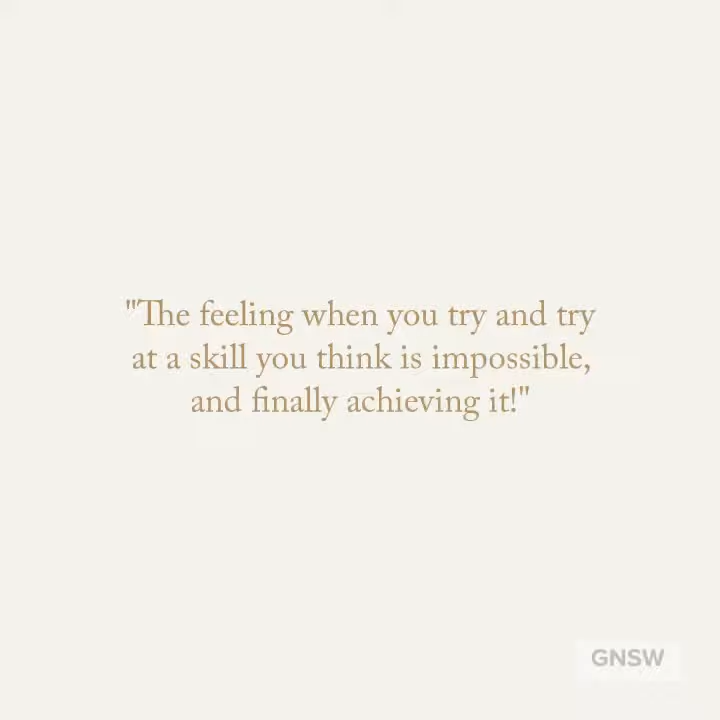 "The feeling when you try and try
at a skill you think is impossible,
and finally achieving it!"
GNSW